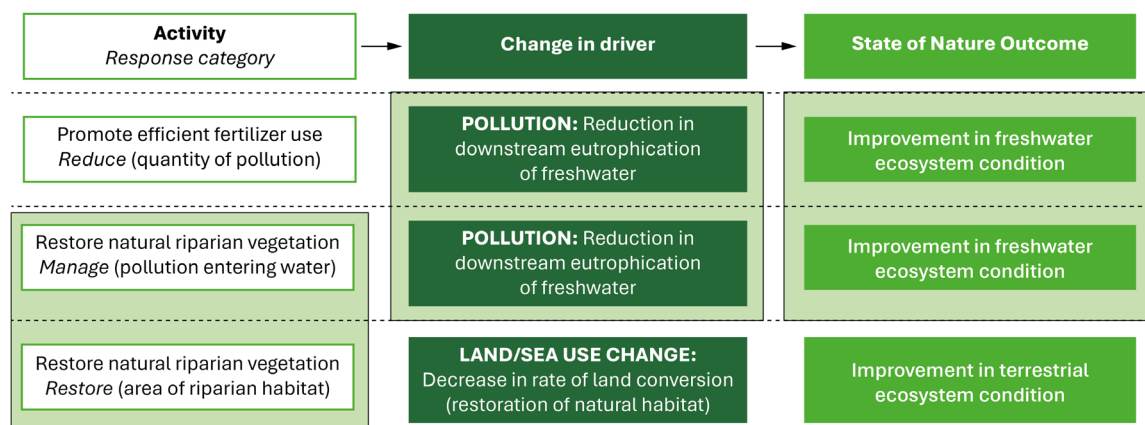 Activity
Response category
Change in driver
State of Nature Outcome
Promote efficient fertilizer use
Reduce (quantity of pollution)
POLLUTION: Reduction in
downstream eutrophication
of freshwater
Improvement in freshwater
ecosystem condition
Restore natural riparian vegetation
Manage (pollution entering water)
POLLUTION: Reduction in
downstream eutrophication
of freshwater
Improvement in freshwater
ecosystem condition
Restore natural riparian vegetation
Restore (area of riparian habitat)
LAND/SEA USE CHANGE:
Decrease in rate of land conversion
(restoration of natural habitat)
Improvement in terrestrial
ecosystem condition